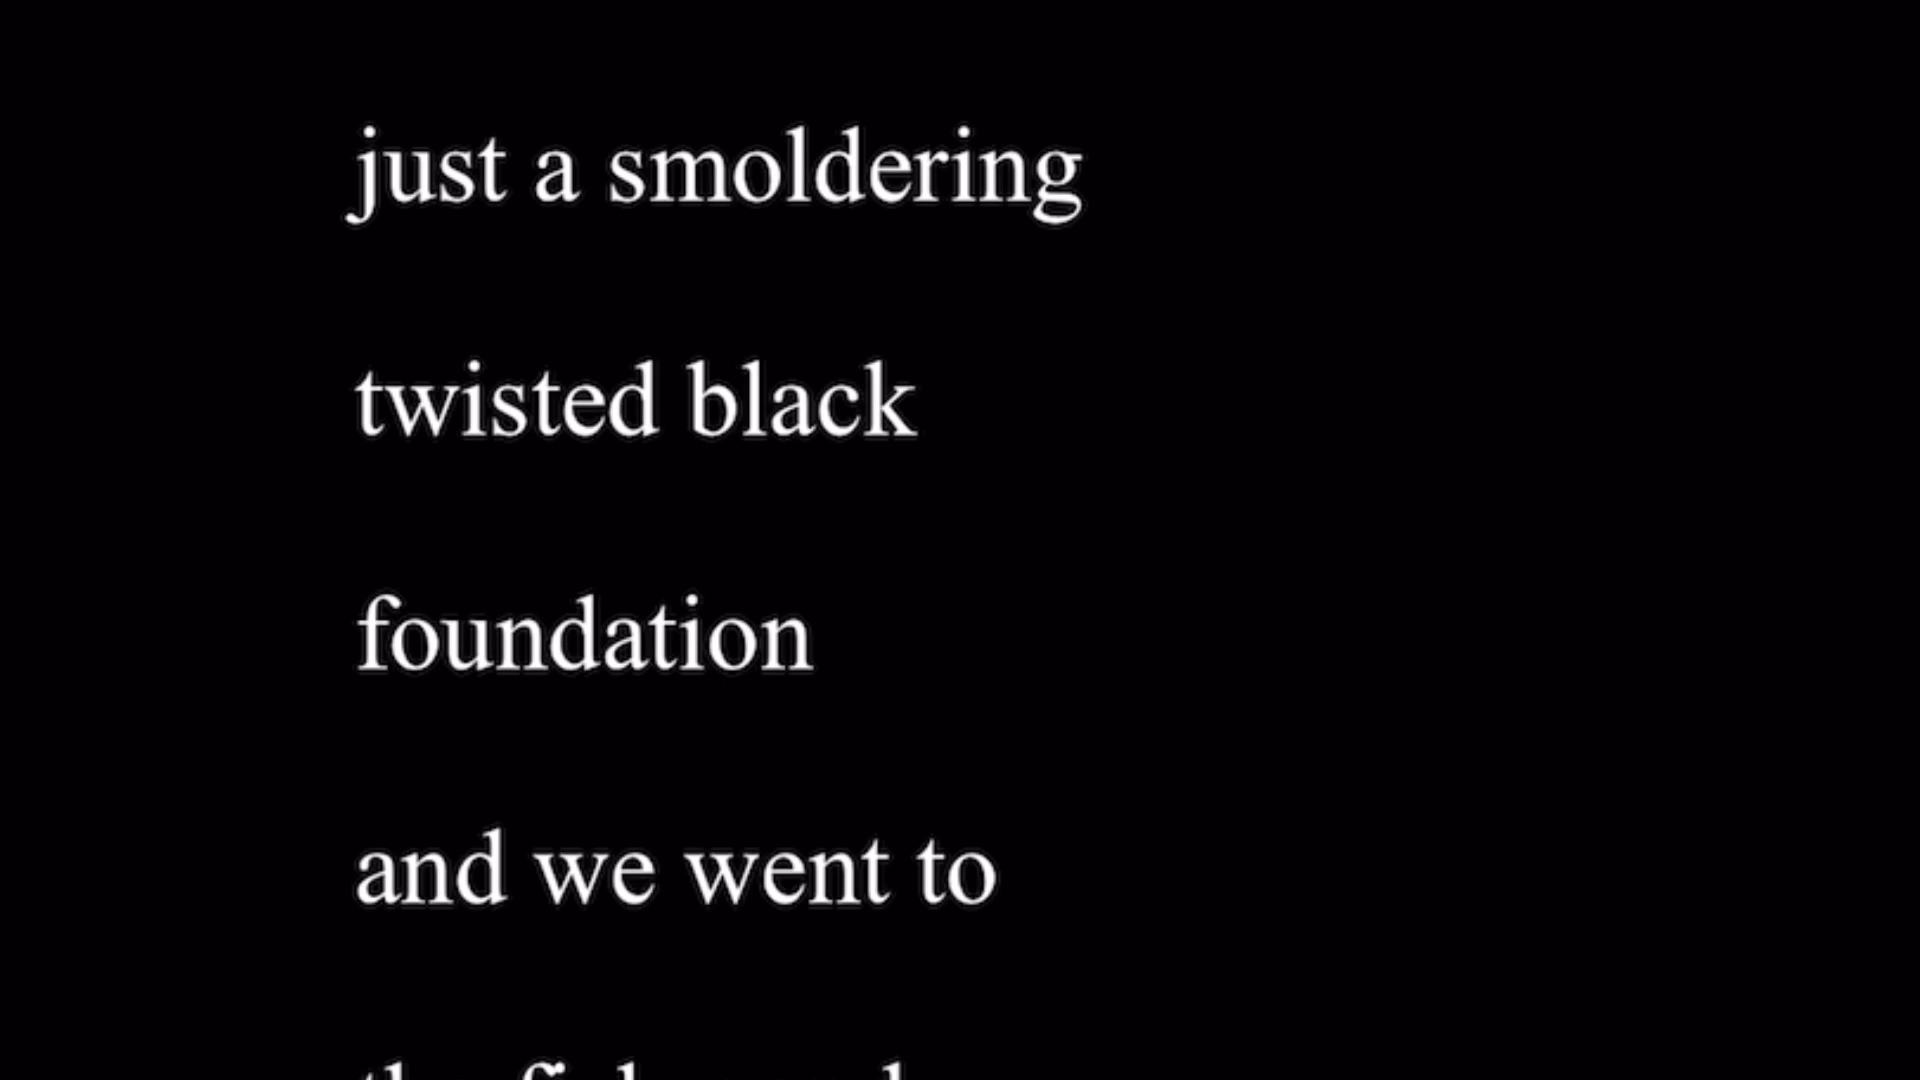 just a smoldering
twisted black
foundation
and we went to